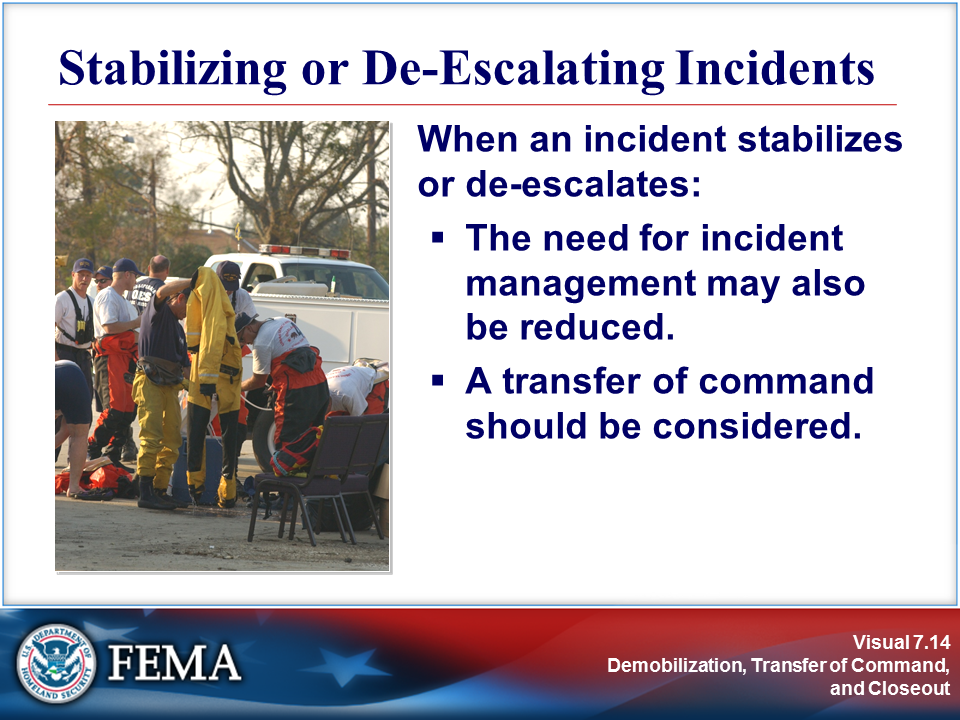 Stabilizing or De-Escalating Incidents
When an incident stabilizes
or de-escalates:
▪ The need for incident
management may also
be reduced.
▪ A transfer of command
should be considered.
U.S. DEPARTMENT OF
HOMELAND SECURITY
FEMA
Visual 7.14
Demobilization, Transfer of Command,
and Closeout